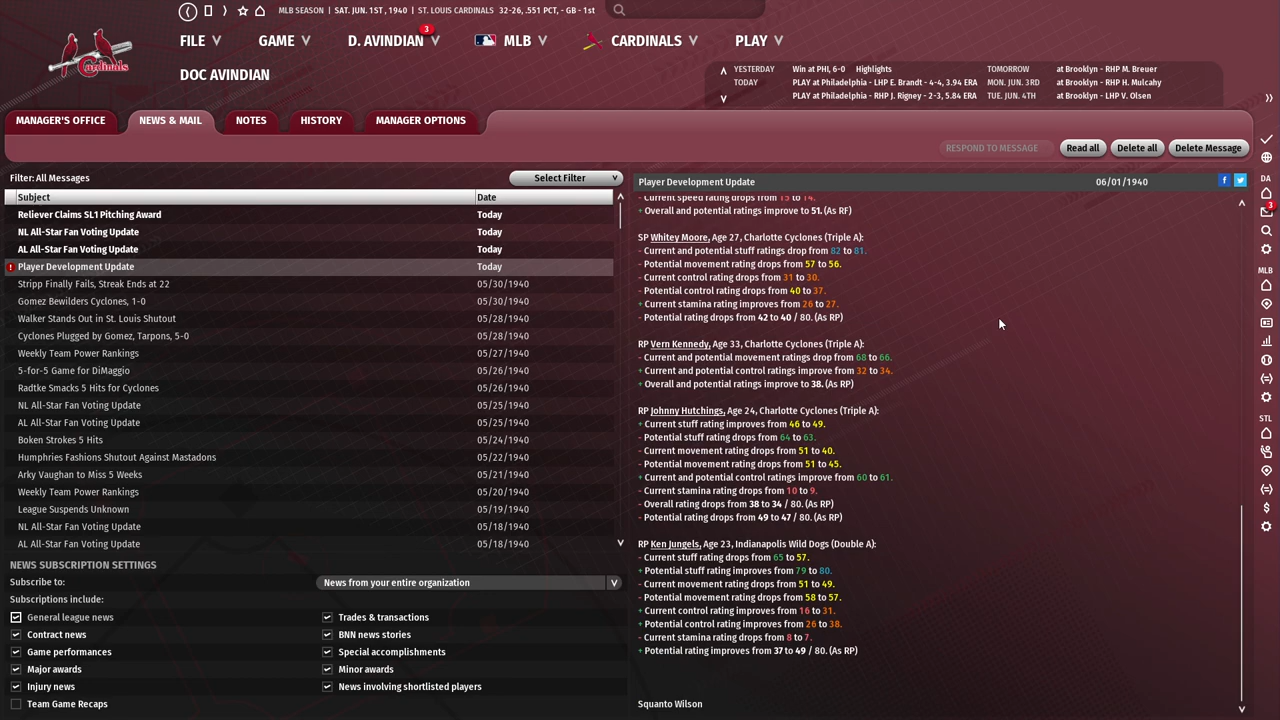 MLB SEASON | SAT. JUN. 1ST , 1940 | ST. LOUIS CARDINALS 32-26, .551 PCT, - GB - 1st
FILE GAME D. AVINDIAN 3 MLB CARDINALS PLAY
Cardinals
DOC AVINDIAN
YESTERDAY Win at PHI, 6-0 Highlights TOMORROW at Brooklyn - RHP M. Breuer
TODAY PLAY at Philadelphia - LHP E. Brandt - 4-4, 3.94 ERA MON. JUN. 3RD at Brooklyn - RHP H. Mulcahy
PLAY at Philadelphia - RHP J. Rigney - 2-3, 5.84 ERA TUE. JUN. 4TH at Brooklyn - LHP V. Olsen
MANAGER'S OFFICE NEWS & MAIL NOTES HISTORY MANAGER OPTIONS
RESPOND TO MESSAGE Read all Delete all Delete Message
Filter: All Messages Select Filter
Subject Date
Reliever Claims SL1 Pitching Award Today
NL All-Star Fan Voting Update Today
AL All-Star Fan Voting Update Today
! Player Development Update Today
Stripp Finally Fails, Streak Ends at 22 05/30/1940
Gomez Bewilders Cyclones, 1-0 05/30/1940
Walker Stands Out in St. Louis Shutout 05/28/1940
Cyclones Plugged by Gomez, Tarpons, 5-0 05/28/1940
Weekly Team Power Rankings 05/27/1940
5-for-5 Game for DiMaggio 05/26/1940
Radtke Smacks 5 Hits for Cyclones 05/26/1940
NL All-Star Fan Voting Update 05/25/1940
AL All-Star Fan Voting Update 05/25/1940
Boken Strokes 5 Hits 05/24/1940
Humphries Fashions Shutout Against Mastadons 05/22/1940
Arky Vaughan to Miss 5 Weeks 05/21/1940
Weekly Team Power Rankings 05/20/1940
League Suspends Unknown 05/19/1940
NL All-Star Fan Voting Update 05/18/1940
AL All-Star Fan Voting Update 05/18/1940
NEWS SUBSCRIPTION SETTINGS
Subscribe to: News from your entire organization
Subscriptions include:
General league news Trades & transactions
Contract news BNN news stories
Game performances Special accomplishments
Major awards Minor awards
Injury news News involving shortlisted players
Team Game Recaps
Player Development Update 06/01/1940
- Current speed rating drops from 15 to 14.
+ Overall and potential ratings improve to 51. (As RF)
SP Whitey Moore, Age 27, Charlotte Cyclones (Triple A):
- Current and potential stuff ratings drop from 82 to 81.
- Potential movement rating drops from 57 to 56.
- Current control rating drops from 31 to 30.
- Potential control rating drops from 40 to 37.
+ Current stamina rating improves from 26 to 27.
- Potential rating drops from 42 to 40 / 80. (As RP)
RP Vern Kennedy, Age 33, Charlotte Cyclones (Triple A):
- Current and potential movement ratings drop from 68 to 66.
+ Current and potential control ratings improve from 32 to 34.
+ Overall and potential ratings improve to 38. (As RP)
RP Johnny Hutchings, Age 24, Charlotte Cyclones (Triple A):
+ Current stuff rating improves from 46 to 49.
- Potential stuff rating drops from 64 to 63.
- Current movement rating drops from 51 to 40.
- Potential movement rating drops from 51 to 45.
+ Current and potential control ratings improve from 60 to 61.
- Current stamina rating drops from 10 to 9.
- Overall rating drops from 38 to 34 / 80. (As RP)
- Potential rating drops from 49 to 47 / 80. (As RP)
RP Ken Jungels, Age 23, Indianapolis Wild Dogs (Double A):
- Current stuff rating drops from 65 to 57.
+ Potential stuff rating improves from 79 to 80.
- Current movement rating drops from 51 to 49.
- Potential movement rating drops from 58 to 57.
+ Current control rating improves from 16 to 31.
+ Potential control rating improves from 26 to 38.
- Current stamina rating drops from 8 to 7.
+ Potential rating improves from 37 to 49 / 80. (As RP)
Squanto Wilson
DA
3
MLB
STL